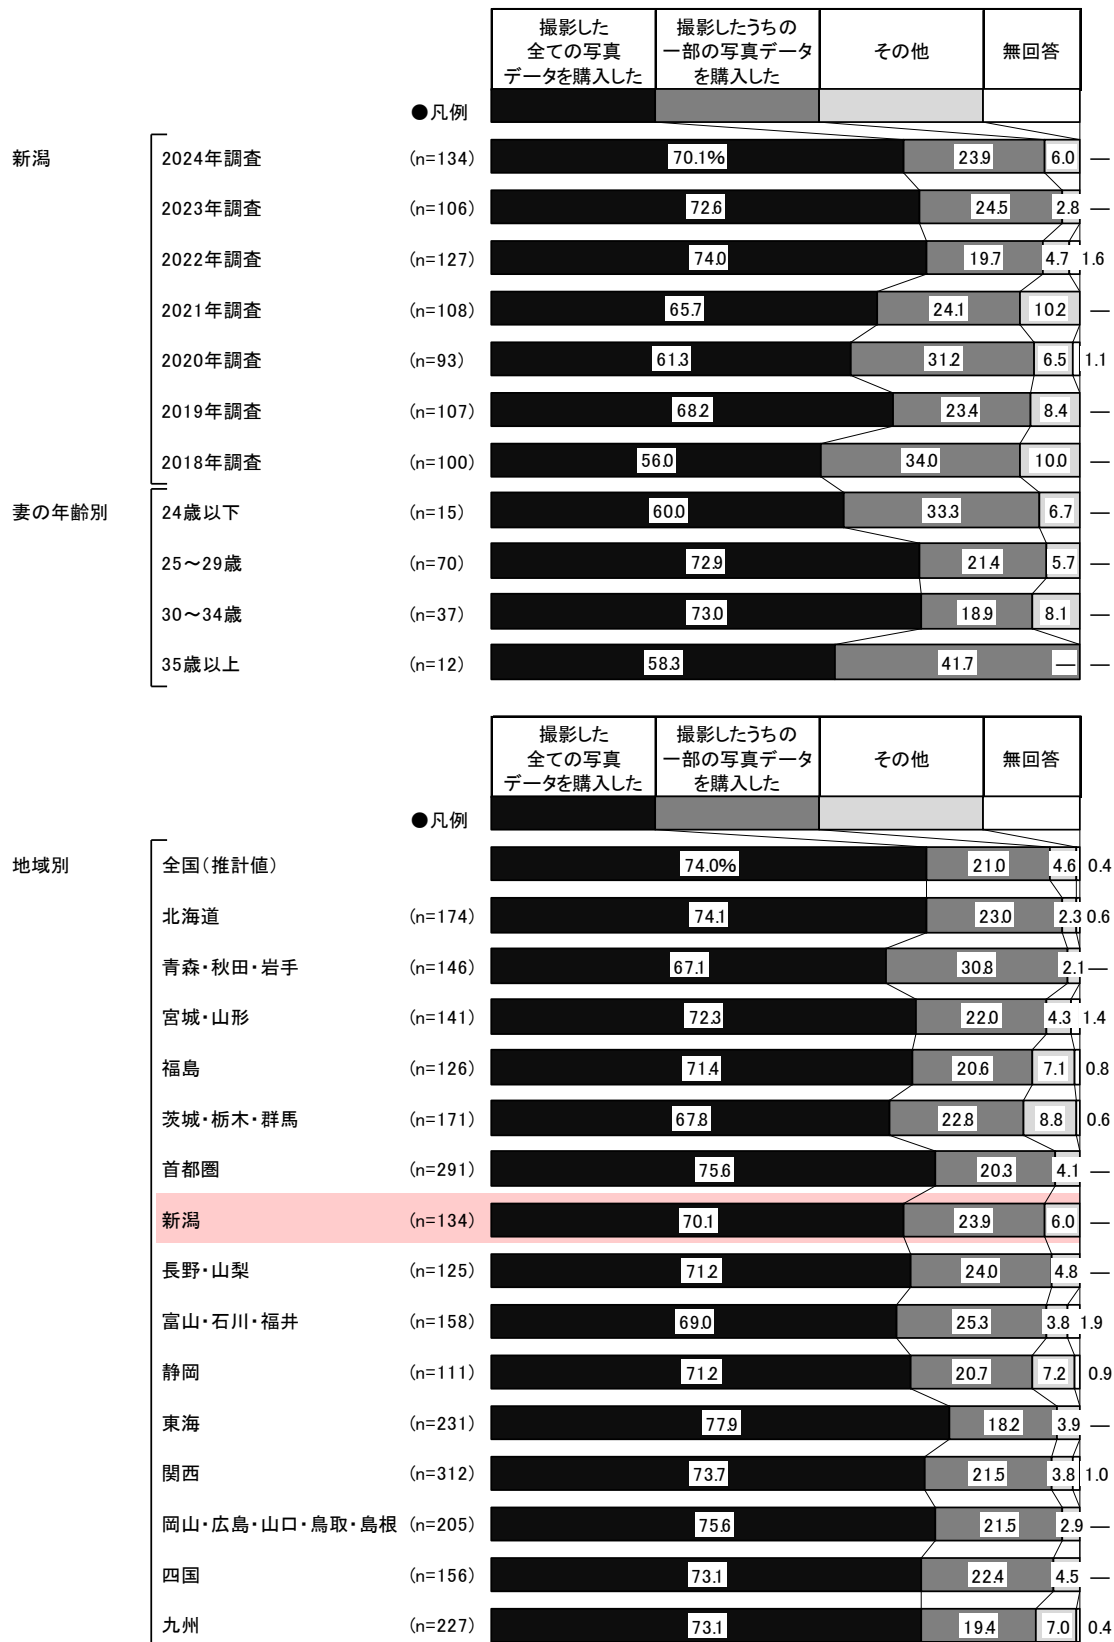 撮影した
全ての写真
データを購入した
撮影したうちの
一部の写真データ
を購入した
その他
無回答
●凡例
新潟
2024年調査 (n=134) 70.1% 23.9 6.0 —
2023年調査 (n=106) 72.6 24.5 2.8 —
2022年調査 (n=127) 74.0 19.7 4.7 1.6
2021年調査 (n=108) 65.7 24.1 10.2 —
2020年調査 (n=93) 61.3 31.2 6.5 1.1
2019年調査 (n=107) 68.2 23.4 8.4 —
2018年調査 (n=100) 56.0 34.0 10.0 —
妻の年齢別
24歳以下 (n=15) 60.0 33.3 6.7 —
25～29歳 (n=70) 72.9 21.4 5.7 —
30～34歳 (n=37) 73.0 18.9 8.1 —
35歳以上 (n=12) 58.3 41.7 — —
撮影した
全ての写真
データを購入した
撮影したうちの
一部の写真データ
を購入した
その他
無回答
●凡例
地域別
全国(推計値) 74.0% 21.0 4.6 0.4
北海道 (n=174) 74.1 23.0 2.3 0.6
青森・秋田・岩手 (n=146) 67.1 30.8 2.1 —
宮城・山形 (n=141) 72.3 22.0 4.3 1.4
福島 (n=126) 71.4 20.6 7.1 0.8
茨城・栃木・群馬 (n=171) 67.8 22.8 8.8 0.6
首都圏 (n=291) 75.6 20.3 4.1 —
新潟 (n=134) 70.1 23.9 6.0 —
長野・山梨 (n=125) 71.2 24.0 4.8 —
富山・石川・福井 (n=158) 69.0 25.3 3.8 1.9
静岡 (n=111) 71.2 20.7 7.2 0.9
東海 (n=231) 77.9 18.2 3.9 —
関西 (n=312) 73.7 21.5 3.8 1.0
岡山・広島・山口・鳥取・島根 (n=205) 75.6 21.5 2.9 —
四国 (n=156) 73.1 22.4 4.5 —
九州 (n=227) 73.1 19.4 7.0 0.4